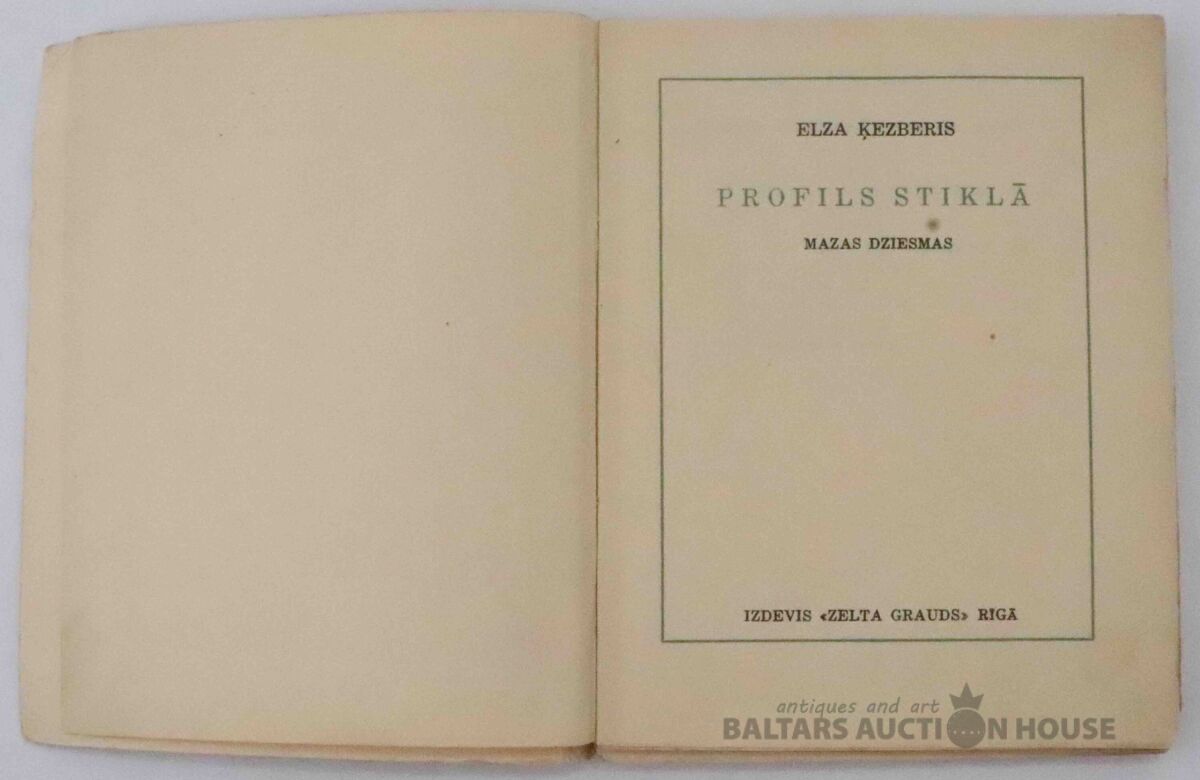 ELZA ĶEZBERIS
PROFILS STIKLĀ
MAZAS DZIESMAS
IZDEVIS «ZELTA GRAUDS» RĪGĀ
antiques and art
BALTARS AUCTION HOUSE